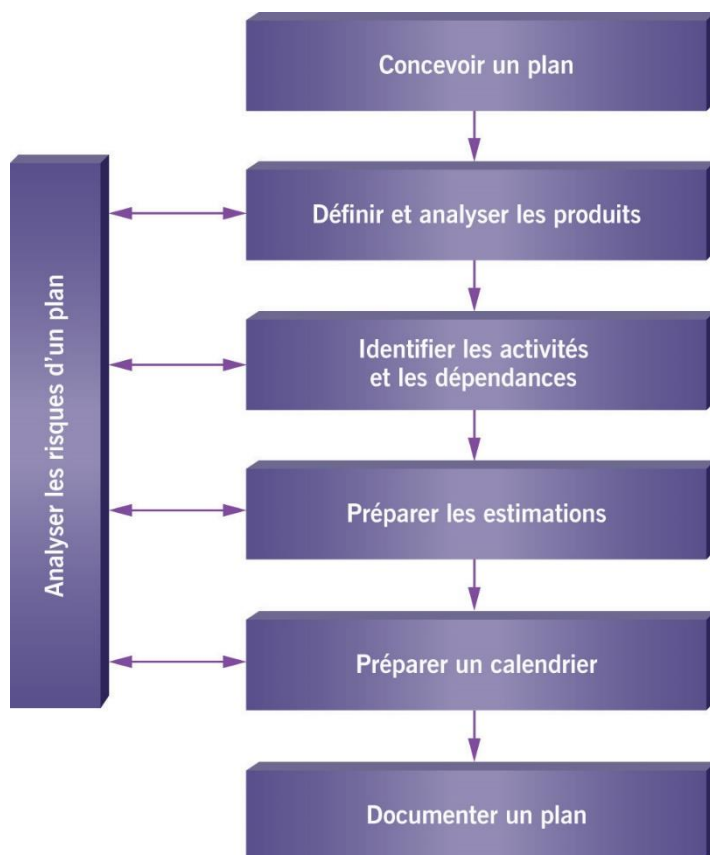 Concevoir un plan
Analyser les risques d’un plan
Définir et analyser les produits
Identifier les activités
et les dépendances
Préparer les estimations
Préparer un calendrier
Documenter un plan